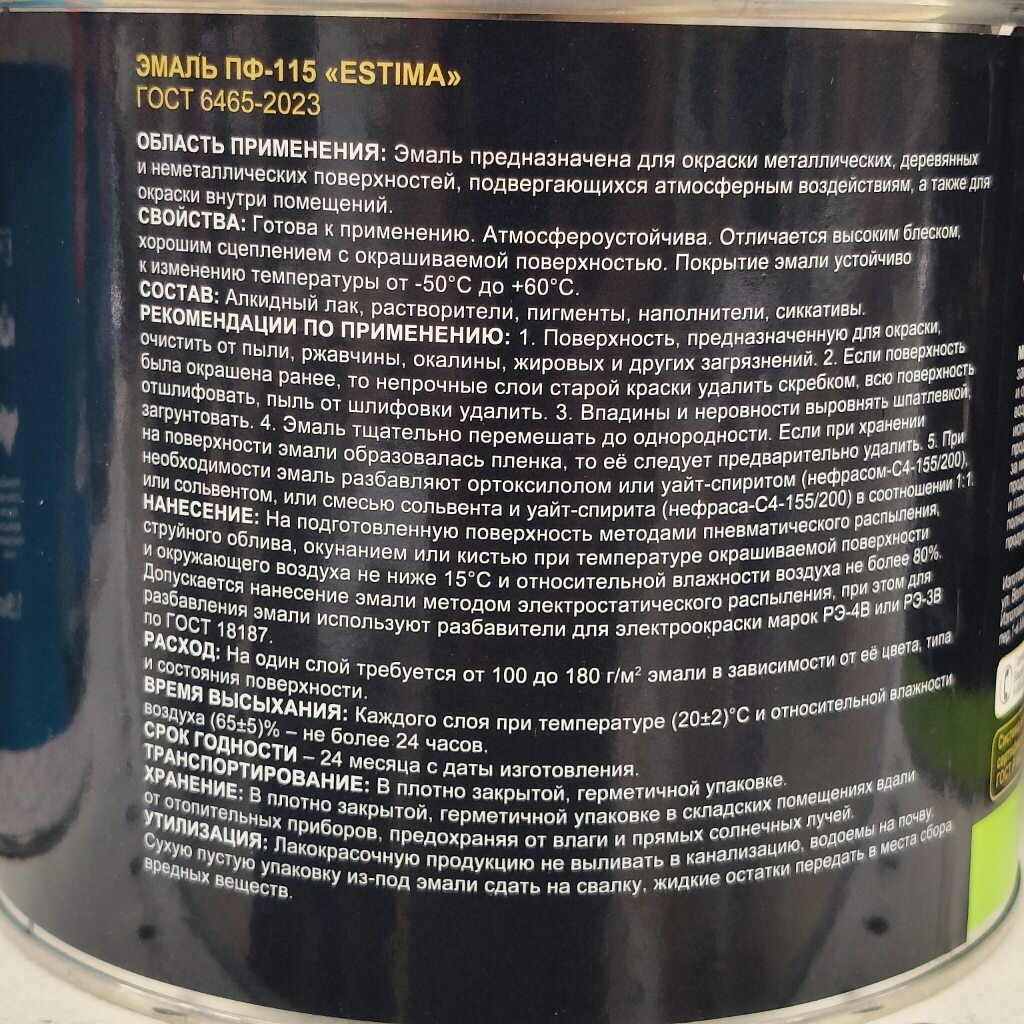 ЭМАЛЬ ПФ-115 «ESTIMA»
ГОСТ 6465-2023
ОБЛАСТЬ ПРИМЕНЕНИЯ: Эмаль предназначена для окраски металлических, деревянных
и неметаллических поверхностей, подвергающихся атмосферным воздействиям, а также для
окраски внутри помещений.
СВОЙСТВА: Готова к применению. Атмосфероустойчива. Отличается высоким блеском,
хорошим сцеплением с окрашиваемой поверхностью. Покрытие эмали устойчиво
к изменению температуры от -50°С до +60°С.
СОСТАВ: Алкидный лак, растворители, пигменты, наполнители, сиккативы.
РЕКОМЕНДАЦИИ ПО ПРИМЕНЕНИЮ: 1. Поверхность, предназначенную для окраски,
очистить от пыли, ржавчины, окалины, жировых и других загрязнений. 2. Если поверхность
была окрашена ранее, то непрочные слои старой краски удалить скребком, всю поверхность
отшлифовать, пыль от шлифовки удалить. 3. Впадины и неровности выровнять шпатлевкой,
загрунтовать. 4. Эмаль тщательно перемешать до однородности. Если при хранении
на поверхности эмали образовалась пленка, то её следует предварительно удалить. 5. При
необходимости эмаль разбавляют ортоксилолом или уайт-спиритом (нефрасом-С4-155/200),
или сольвентом, или смесью сольвента и уайт-спирита (нефраса-С4-155/200) в соотношении 1:1.
НАНЕСЕНИЕ: На подготовленную поверхность методами пневматического распыления,
струйного облива, окунанием или кистью при температуре окрашиваемой поверхности
и окружающего воздуха не ниже 15°С и относительной влажности воздуха не более 80%.
Допускается нанесение эмали методом электростатического распыления, при этом для
разбавления эмали используют разбавители для электроокраски марок РЭ-4В или РЭ-3В
по ГОСТ 18187.
РАСХОД: На один слой требуется от 100 до 180 г/м² эмали в зависимости от её цвета, типа
и состояния поверхности.
ВРЕМЯ ВЫСЫХАНИЯ: Каждого слоя при температуре (20±2)°С и относительной влажности
воздуха (65±5)% – не более 24 часов.
СРОК ГОДНОСТИ – 24 месяца с даты изготовления.
ТРАНСПОРТИРОВАНИЕ: В плотно закрытой, герметичной упаковке.
ХРАНЕНИЕ: В плотно закрытой, герметичной упаковке в складских помещениях вдали
от отопительных приборов, предохраняя от влаги и прямых солнечных лучей.
УТИЛИЗАЦИЯ: Лакокрасочную продукцию не выливать в канализацию, водоемы на почву.
Сухую пустую упаковку из-под эмали сдать на свалку, жидкие остатки передать в места сбора
вредных веществ.